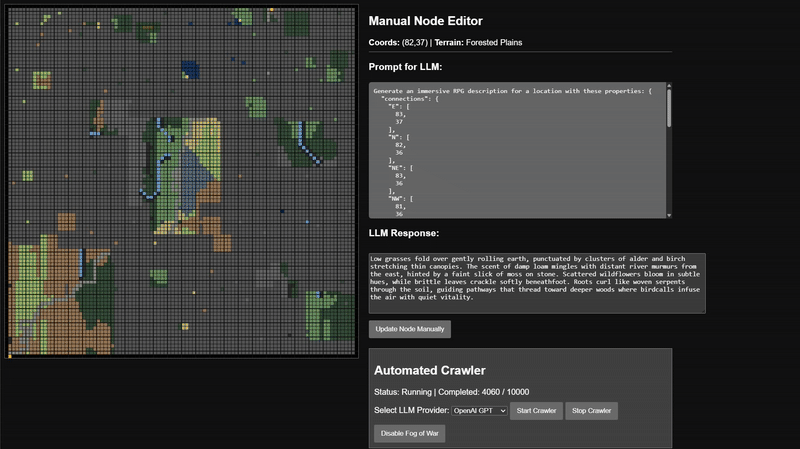 Manual Node Editor
Coords: (82,37) | Terrain: Forested Plains
Prompt for LLM:
Generate an immersive RPG description for a location with these properties: {
"connections": {
"E": [
83,
37
],
"N": [
82,
36
],
"NE": [
83,
36
],
"NW": [
81,
36
LLM Response:
Low grasses fold over gently rolling earth, punctuated by clusters of alder and birch
stretching thin canopies. The scent of damp loam mingles with distant river murmurs from
the east, hinted by a faint slick of moss on stone. Scattered wildflowers bloom in subtle
hues, while brittle leaves crackle softly beneathfoot. Roots curl like woven serpents
through the soil, guiding pathways that thread toward deeper woods where birdcalls infuse
the air with quiet vitality.
Update Node Manually
Automated Crawler
Status: Running | Completed: 4060 / 10000
Select LLM Provider: OpenAI GPT Start Crawler Stop Crawler
Disable Fog of War